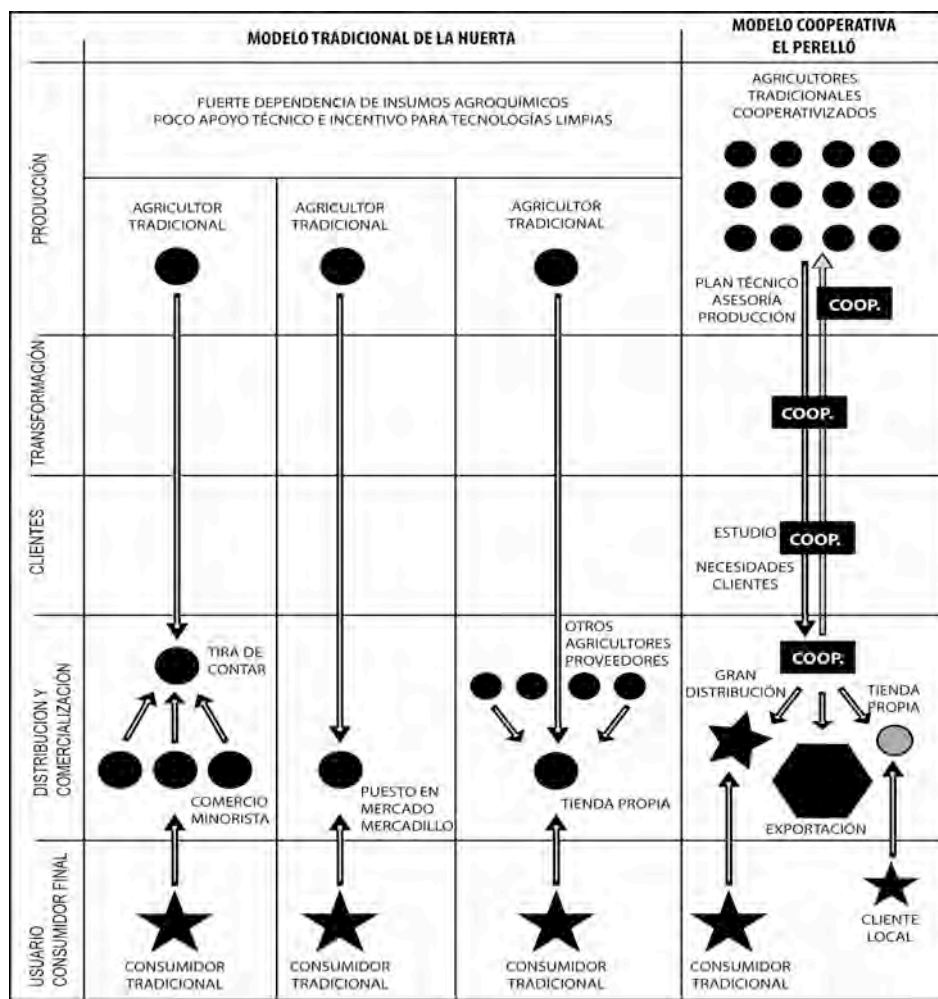 MODELO TRADICIONAL DE LA HUERTA
MODELO COOPERATIVA
EL PERELLÓ
PRODUCCIÓN
FUERTE DEPENDENCIA DE INSUMOS AGROQUÍMICOS
POCO APOYO TÉCNICO E INCENTIVO PARA TECNOLOGÍAS LIMPIAS
AGRICULTORES
TRADICIONALES
COOPERATIVIZADOS
AGRICULTOR
TRADICIONAL
AGRICULTOR
TRADICIONAL
AGRICULTOR
TRADICIONAL
PLAN TÉCNICO
ASESORÍA
PRODUCCIÓN
COOP.
TRANSFORMACIÓN
COOP.
CLIENTES
ESTUDIO
COOP.
NECESIDADES
CLIENTES
DISTRIBUCION Y
COMERCIALIZACIÓN
TIRA DE
CONTAR
COMERCIO
MINORISTA
PUESTO EN
MERCADO
MERCADILLO
OTROS
AGRICULTORES
PROVEEDORES
TIENDA PROPIA
COOP.
GRAN
DISTRIBUCIÓN
TIENDA
PROPIA
EXPORTACIÓN
USUARIO
CONSUMIDOR FINAL
CONSUMIDOR
TRADICIONAL
CONSUMIDOR
TRADICIONAL
CONSUMIDOR
TRADICIONAL
CONSUMIDOR
TRADICIONAL
CLIENTE
LOCAL